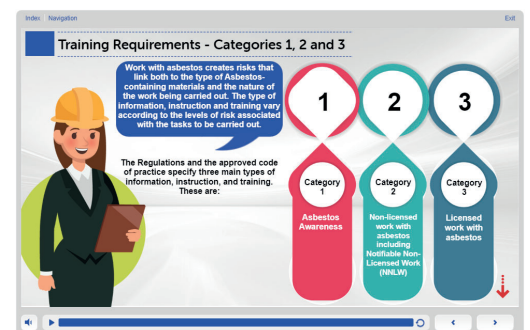 Index Navigation
Exit
Training Requirements - Categories 1, 2 and 3
Work with asbestos creates risks that
link both to the type of Asbestos-
containing materials and the nature of
the work being carried out. The type of
information, instruction and training vary
according to the levels of risk associated
with the tasks to be carried out.
The Regulations and the approved code
of practice specify three main types of
information, instruction, and training.
These are:
1
Category
1
Asbestos
Awareness
2
Category
2
Non-licensed
work with
asbestos
including
Notifiable Non-
Licensed Work
(NNLW)
3
Category
3
Licensed
work with
asbestos